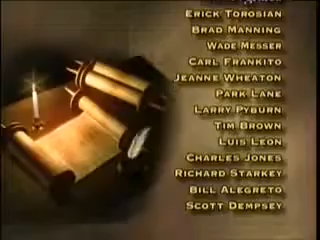 Erick Torosian
Brad Manning
Wade Messer
Carl Frankito
Jeanne Wheaton
Park Lane
Larry Pyburn
Tim Brown
Luis Leon
Charles Jones
Richard Starkey
Bill Alegreto
Scott Dempsey